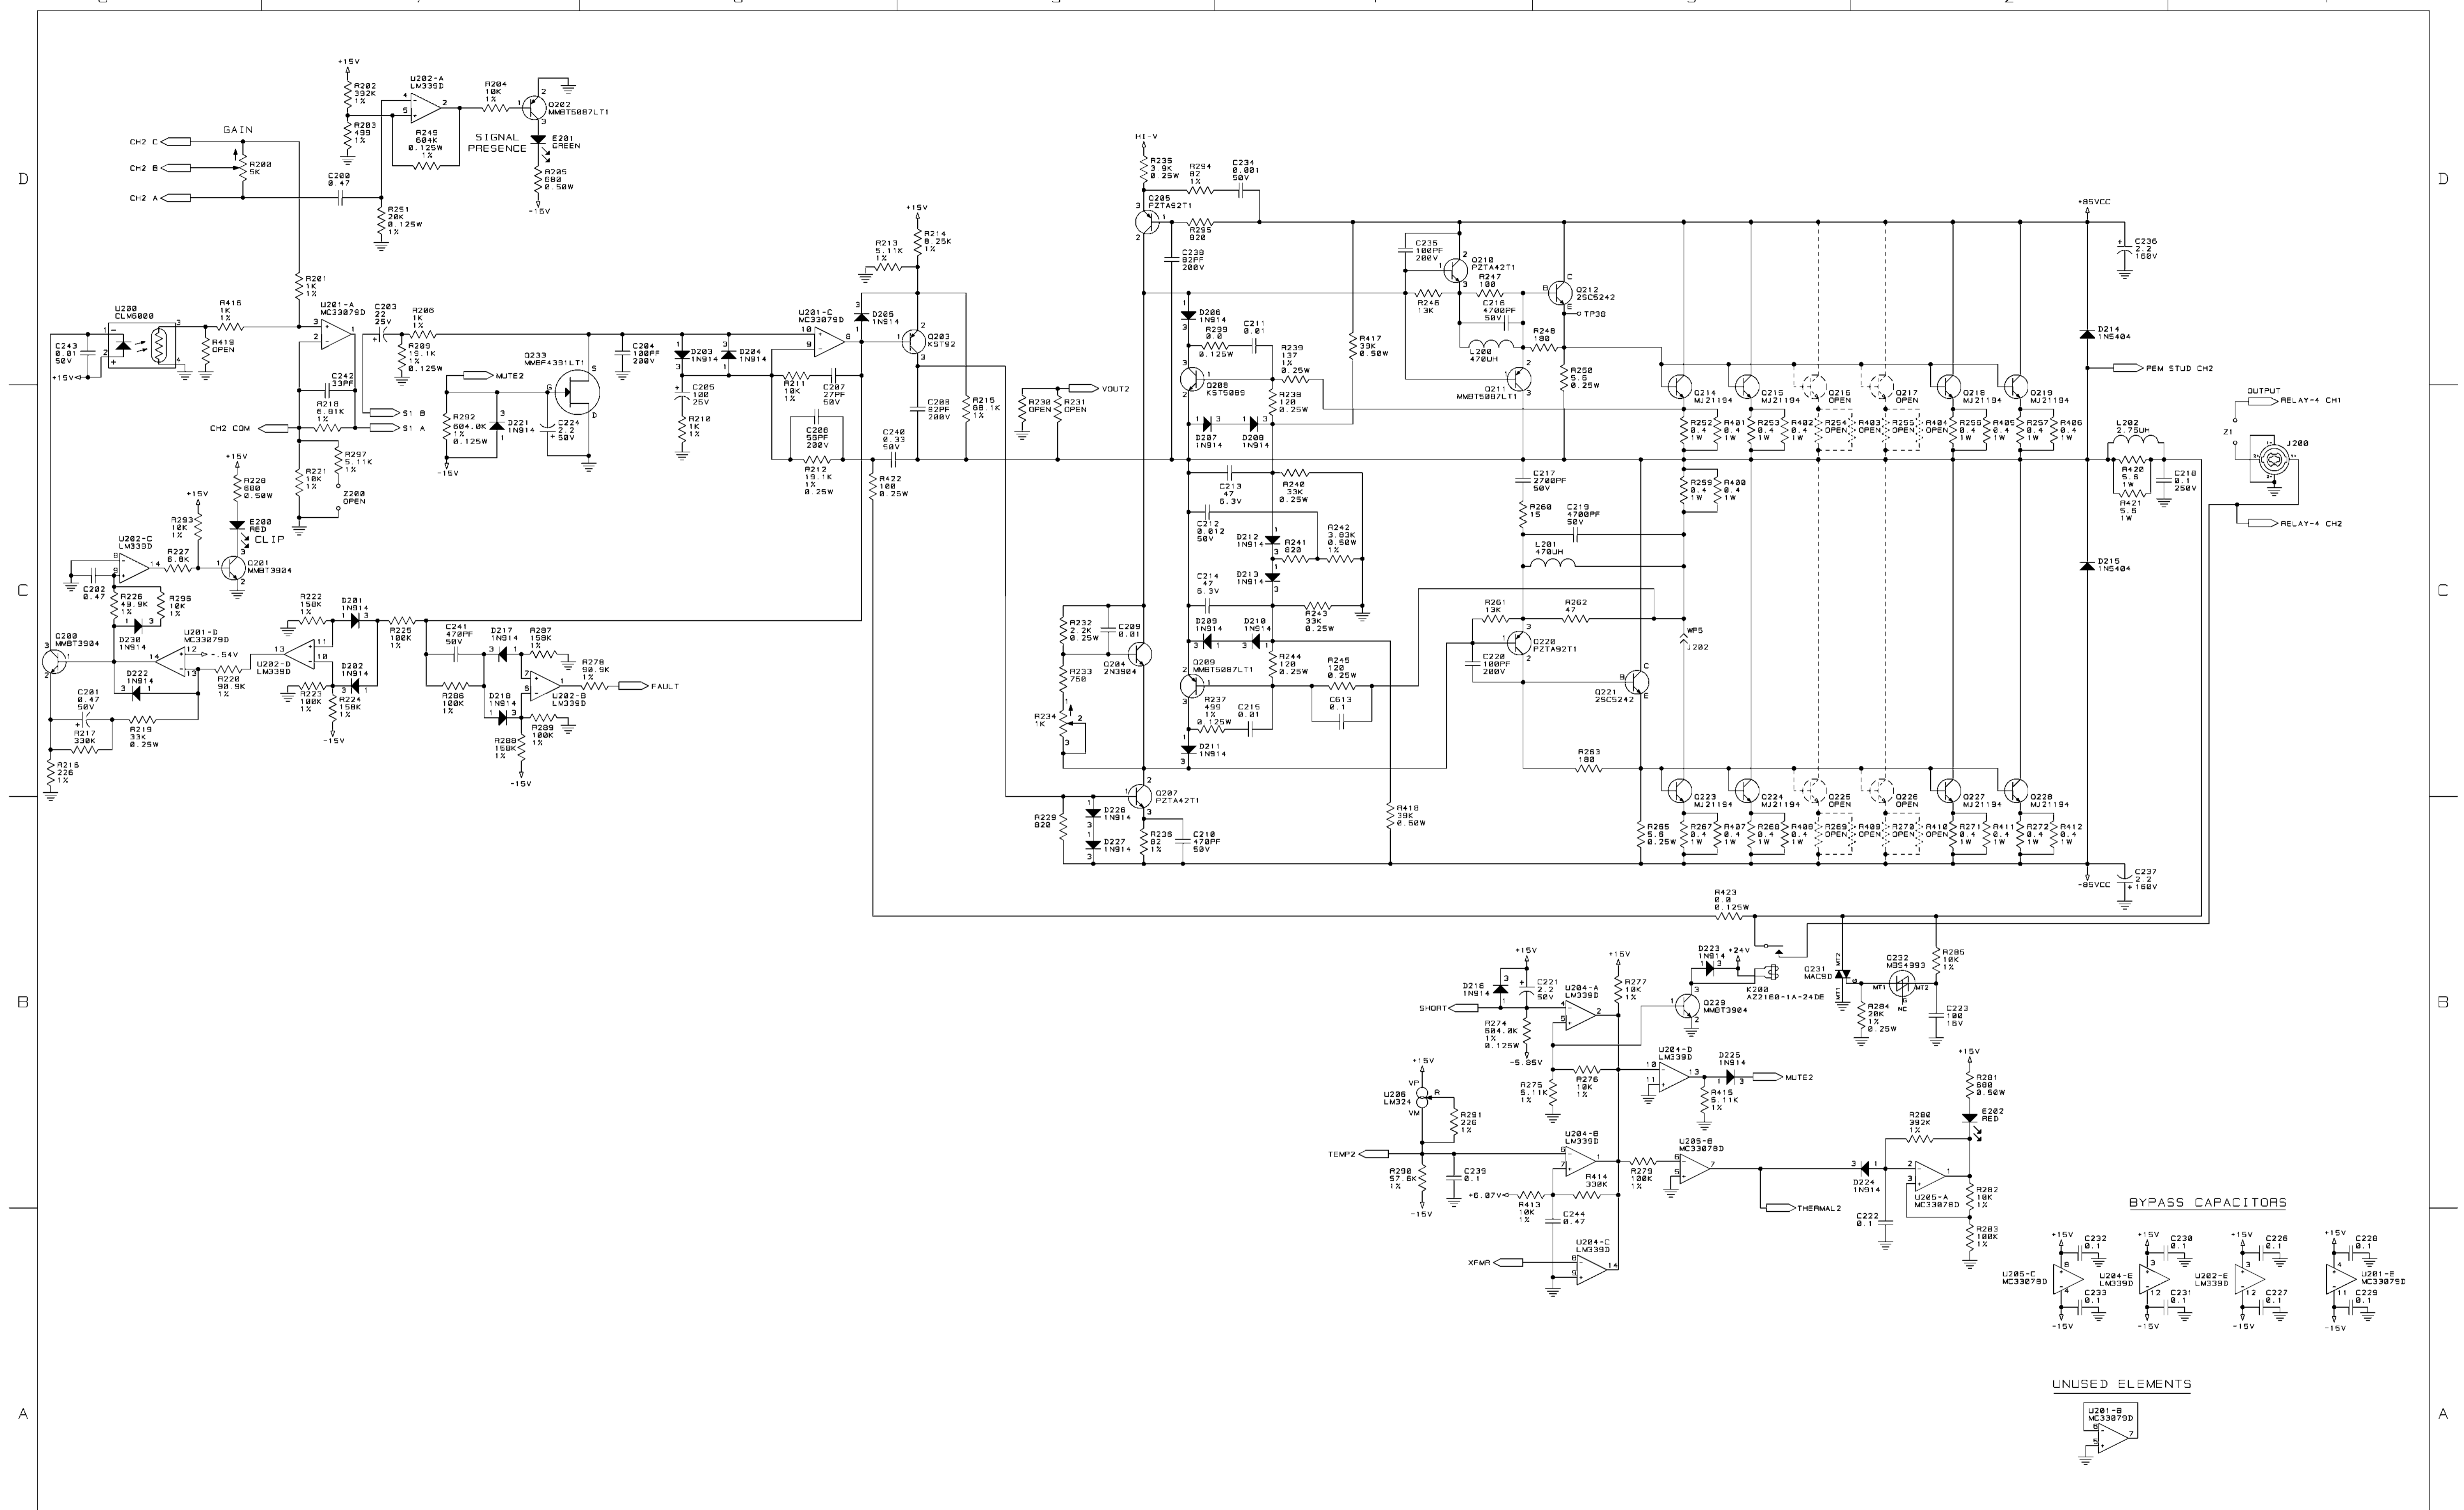 +15V
R202
392K
1%
R203
499
1%
U202-A
LM339D
R249
604K
0.125W
1%
R204
10K
1%
Q202
MMBT5087LT1
SIGNAL
PRESENCE
E201
GREEN
R205
680
0.50W
-15V
GAIN
CH2 C
CH2 B
CH2 A
R200
5K
C200
0.47
R251
20K
0.125W
1%
HI-V
R235
3.9K
0.25W
R294
82
1%
C234
0.001
50V
Q205
PZTA92T1
R295
820
C238
82PF
200V
+85VCC
C236
2.2
160V
+15V
R213
5.11K
1%
R214
8.25K
1%
C235
100PF
200V
Q210
PZTA42T1
R247
100
R246
13K
C216
4700PF
50V
Q212
2SC5242
TP38
L200
470UH
R248
180
R250
5.6
0.25W
Q211
MMBT5087LT1
R201
1K
1%
U200
CLM6000
R416
1K
1%
R419
OPEN
C243
0.01
50V
+15V
U201-A
MC33079D
C203
22
25V
R208
1K
1%
R209
19.1K
1%
0.125W
C242
33PF
R218
6.81K
1%
S1 B
S1 A
CH2 COM
MUTE2
Q233
MMBF4391LT1
R292
604.0K
1%
0.125W
D221
1N914
C224
2.2
50V
-15V
C204
100PF
200V
D203
1N914
D204
1N914
U201-C
MC33079D
D205
1N914
Q203
KST92
C205
100
25V
R210
1K
1%
R211
10K
1%
C207
27PF
50V
C206
56PF
200V
R212
19.1K
1%
0.25W
C240
0.33
50V
C208
82PF
200V
R215
68.1K
1%
R422
100
0.25W
R230
OPEN
R231
OPEN
VOUT2
D206
1N914
R299
0.0
0.125W
C211
0.01
R239
137
1%
0.25W
R417
39K
0.50W
Q208
KST5089
R238
120
0.25W
D207
1N914
D208
1N914
C213
47
6.3V
R240
33K
0.25W
C212
0.012
50V
D212
1N914
R241
820
R242
3.83K
0.50W
1%
D213
1N914
C214
47
6.3V
R243
33K
0.25W
D209
1N914
D210
1N914
Q209
MMBT5087LT1
R244
120
0.25W
R245
120
0.25W
R237
499
1%
0.125W
C215
0.01
C613
0.1
D211
1N914
R418
39K
0.50W
R232
2.2K
0.25W
C209
0.01
R233
750
Q204
2N3904
R234
1K
Q207
PZTA42T1
R229
820
D226
1N914
D227
1N914
R236
82
1%
C210
470PF
50V
C217
2700PF
50V
R260
15
C219
4700PF
50V
L201
470UH
R261
13K
R262
47
Q220
PZTA92T1
C220
100PF
200V
Q221
2SC5242
R263
180
R265
5.6
0.25W
WP5
J202
Q214
MJ21194
Q215
MJ21194
Q216
OPEN
Q217
OPEN
Q218
MJ21194
Q219
MJ21194
R252
0.4
1W
R401
0.4
1W
R253
0.4
1W
R402
0.4
1W
R254
OPEN
R403
OPEN
R255
OPEN
R404
OPEN
R256
0.4
1W
R405
0.4
1W
R257
0.4
1W
R406
0.4
1W
R259
0.4
1W
R400
0.4
1W
Q223
MJ21194
Q224
MJ21194
Q225
OPEN
Q226
OPEN
Q227
MJ21194
Q228
MJ21194
R267
0.4
1W
R407
0.4
1W
R268
0.4
1W
R408
0.4
1W
R269
OPEN
R409
OPEN
R270
OPEN
R410
OPEN
R271
0.4
1W
R411
0.4
1W
R272
0.4
1W
R412
0.4
1W
D214
1N5404
PEM STUD CH2
D215
1N5404
L202
2.75UH
R420
5.6
1W
R421
5.6
1W
C218
0.1
250V
OUTPUT
RELAY-4 CH1
Z1
J200
RELAY-4 CH2
-85VCC
C237
2.2
160V
R297
5.11K
1%
Z200
OPEN
R221
10K
1%
+15V
R228
680
0.50W
E200
RED
CLIP
+15V
R293
10K
1%
U202-C
LM339D
R227
6.8K
Q201
MMBT3904
C202
0.47
R226
49.9K
1%
R296
10K
1%
D230
1N914
U201-D
MC33079D
-.54V
Q200
MMBT3904
D222
1N914
R220
90.9K
1%
C201
0.47
50V
R217
330K
R219
33K
0.25W
R216
226
1%
R222
158K
1%
D201
1N914
U202-D
LM339D
D202
1N914
R223
100K
1%
R224
158K
1%
-15V
R225
100K
1%
C241
470PF
50V
D217
1N914
R287
158K
1%
R286
100K
1%
D218
1N914
U202-B
LM339D
R278
90.9K
1%
FAULT
R289
100K
1%
R288
158K
1%
-15V
R423
0.0
0.125W
D223
1N914
+24V
K200
AZ2160-1A-24DE
Q229
MMBT3904
Q231
MAC9D
MT2
MT1
Q232
MBS4993
MT1
MT2
G
NC
R285
10K
1%
R284
20K
1%
0.25W
C223
100
16V
+15V
D216
1N914
C221
2.2
50V
SHORT
R274
604.0K
1%
0.125W
-5.85V
U204-A
LM339D
+15V
R277
10K
1%
R275
5.11K
1%
R276
10K
1%
U204-D
LM339D
D225
1N914
MUTE2
R415
5.11K
1%
+15V
VP
R
U206
LM324
VM
R291
226
1%
TEMP2
R290
57.6K
1%
-15V
C239
0.1
U204-B
LM339D
+6.07V
R413
10K
1%
R414
330K
C244
0.47
R279
100K
1%
U205-B
MC33078D
THERMAL2
XFMR
U204-C
LM339D
+15V
R281
680
0.50W
E202
RED
R280
392K
1%
D224
1N914
U205-A
MC33078D
C222
0.1
R282
10K
1%
R283
100K
1%
BYPASS CAPACITORS
+15V
C232
0.1
U205-C
MC33078D
C233
0.1
-15V
+15V
C230
0.1
U204-E
LM339D
C231
0.1
-15V
+15V
C226
0.1
U202-E
LM339D
C227
0.1
-15V
+15V
C228
0.1
U201-E
MC33079D
C229
0.1
-15V
UNUSED ELEMENTS
U201-B
MC33079D
D
D
C
C
B
B
A
A